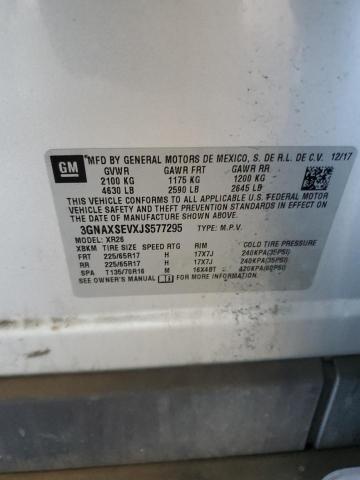 GM
MFD BY GENERAL MOTORS DE MEXICO, S. DE R.L. DE C.V. 12/17
GVWR GAWR FRT GAWR RR
2100 KG 1175 KG 1200 KG
4630 LB 2590 LB 2645 LB
THIS VEHICLE CONFORMS TO ALL APPLICABLE U.S. FEDERAL MOTOR
VEHICLE SAFETY AND THEFT PREVENTION STANDARDS IN EFFECT
ON THE DATE OF MANUFACTURE SHOWN ABOVE.
3GNAXSEVXJS577295 TYPE: M.P.V.
MODEL: XR26
XBKM TIRE SIZE SPEED RTG RIM COLD TIRE PRESSURE
FRT 225/65R17 H 17X7J 240KPA(35PSI)
RR 225/65R17 H 17X7J 240KPA(35PSI)
SPA T135/70R16 M 16X4BT 420KPA(60PSI)
SEE OWNER'S MANUAL i FOR MORE INFORMATION.